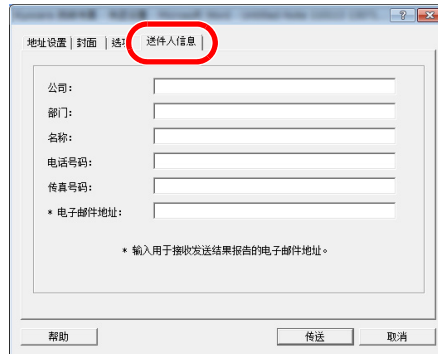 地址设置 封面 选项 送件人信息
公司:
部门:
名称:
电话号码:
传真号码:
* 电子邮件地址:
* 输入用于接收发送结果报告的电子邮件地址。
帮助 传送 取消